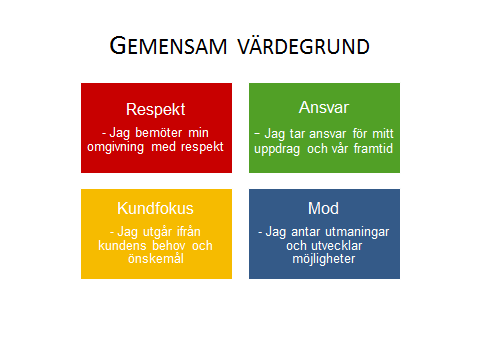 GEMENSAM VÄRDEGRUND
Respekt
- Jag bemöter min
omgivning med respekt
Ansvar
– Jag tar ansvar för mitt
uppdrag och vår framtid
Kundfokus
- Jag utgår ifrån
kundens behov och
önskemål
Mod
- Jag antar utmaningar
och utvecklar
möjligheter